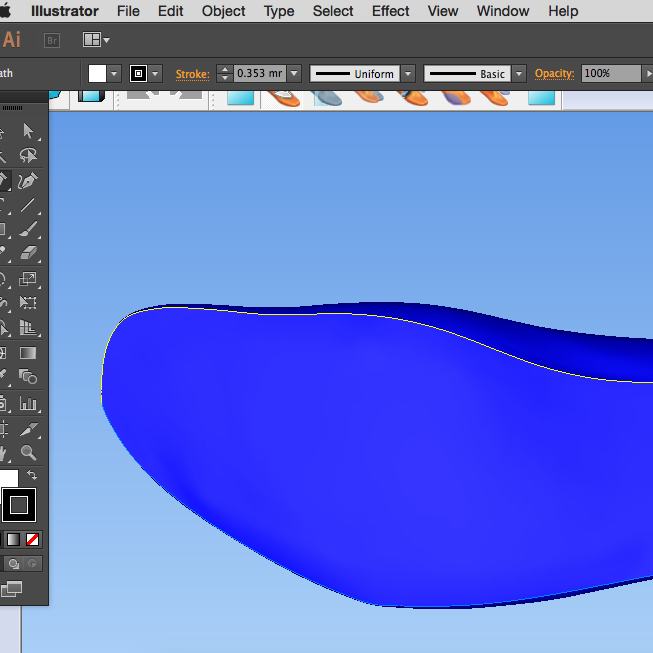 Illustrator File Edit Object Type Select Effect View Window Help
Ai Br
ath Stroke: 0.353 mr Uniform Basic Opacity: 100%